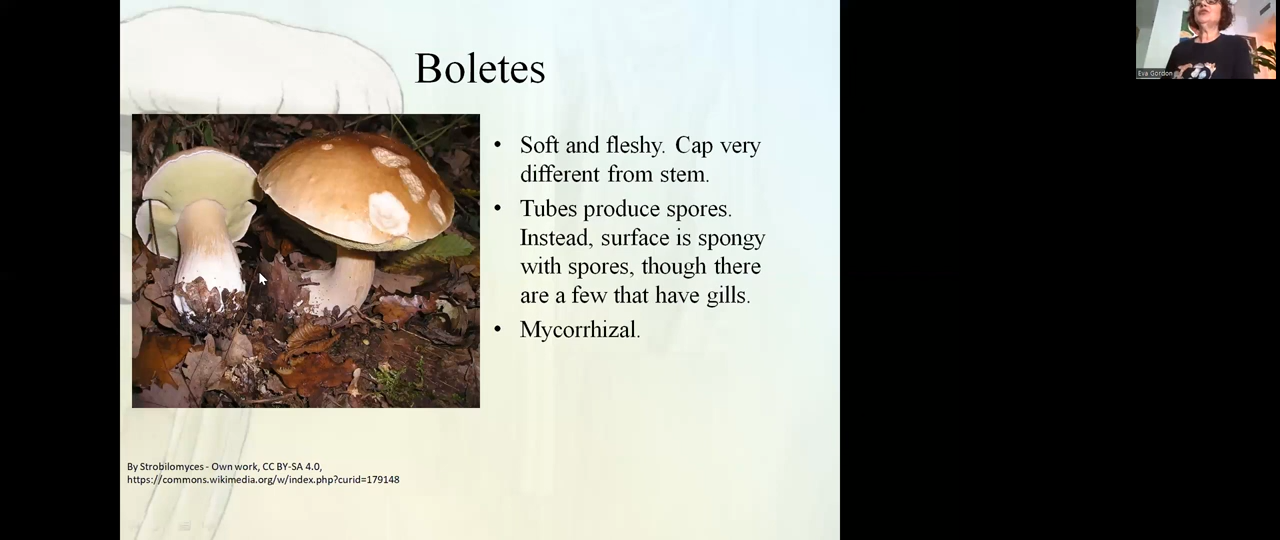 Boletes
• Soft and fleshy. Cap very
different from stem.
• Tubes produce spores.
Instead, surface is spongy
with spores, though there
are a few that have gills.
• Mycorrhizal.
By Strobilomyces - Own work, CC BY-SA 4.0,
https://commons.wikimedia.org/w/index.php?curid=179148
Eva Gordon